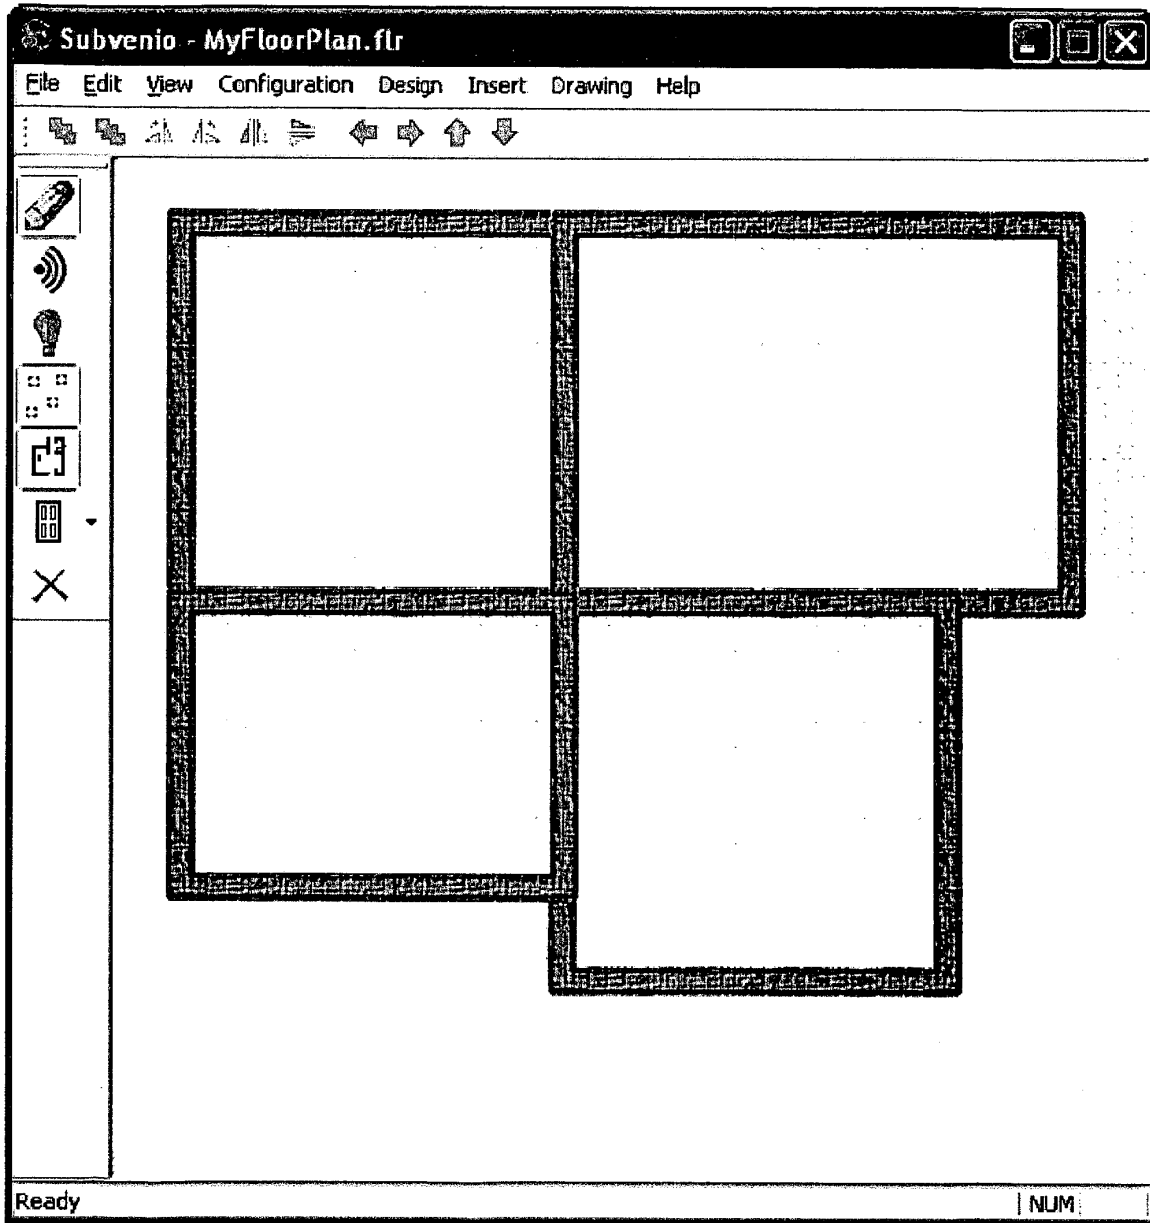 Subvenio - MyFloorPlan.flr
File Edit View Configuration Design Insert Drawing Help
Ready NUM